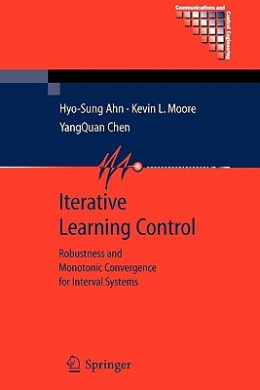 Communications and
Control Engineering
Hyo-Sung Ahn • Kevin L. Moore
YangQuan Chen
Iterative
Learning Control
Robustness and
Monotonic Convergence
for Interval Systems
Springer